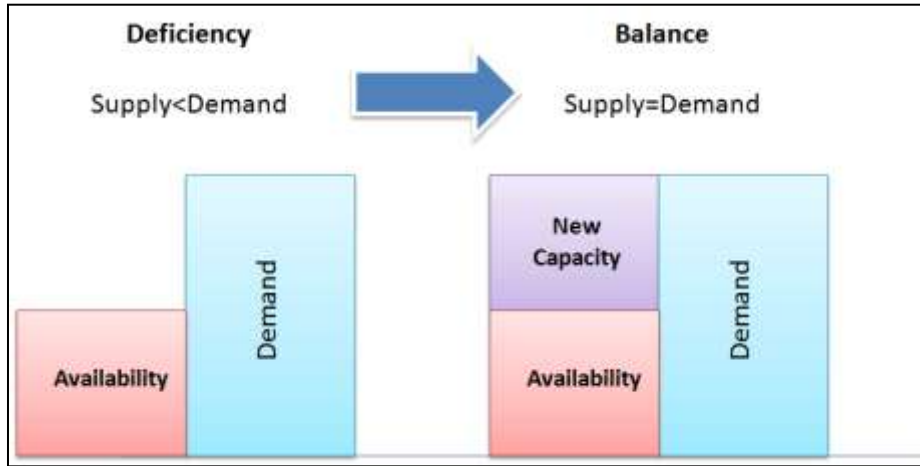 Deficiency
Supply<Demand
Availability
Demand
Balance
Supply=Demand
New
Capacity
Availability
Demand